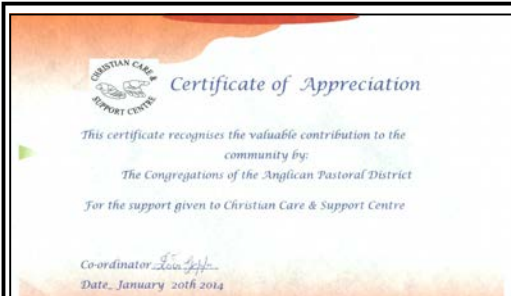 CHRISTIAN CARE &
SUPPORT CENTRE
Certificate of Appreciation
This certificate recognises the valuable contribution to the
community by:
The Congregations of the Anglican Pastoral District
For the support given to Christian Care & Support Centre
Co-ordinator
Date January 20th 2014